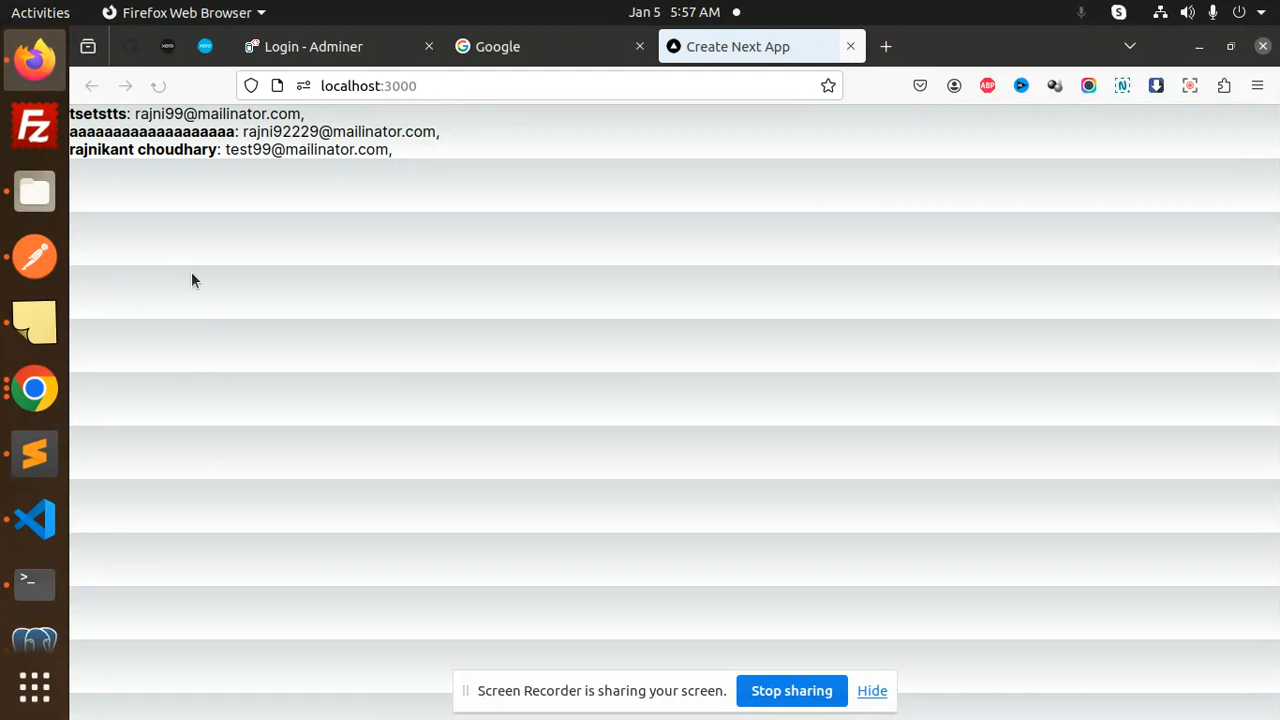 Activities
Firefox Web Browser
Jan 5 5:57 AM
Login - Adminer
Google
Create Next App
localhost:3000
tsetstts: rajni99@mailinator.com,
aaaaaaaaaaaaaaaaaaa: rajni92229@mailinator.com,
rajnikant choudhary: test99@mailinator.com,
Screen Recorder is sharing your screen.
Stop sharing
Hide